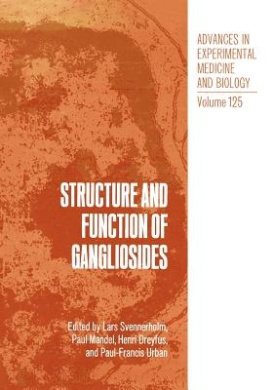 ADVANCES IN
EXPERIMENTAL
MEDICINE
AND BIOLOGY
Volume 125
STRUCTURE AND
FUNCTION OF
GANGLIOSIDES
Edited by Lars Svennerholm,
Paul Mandel, Henri Dreyfus,
and Paul-Francis Urban